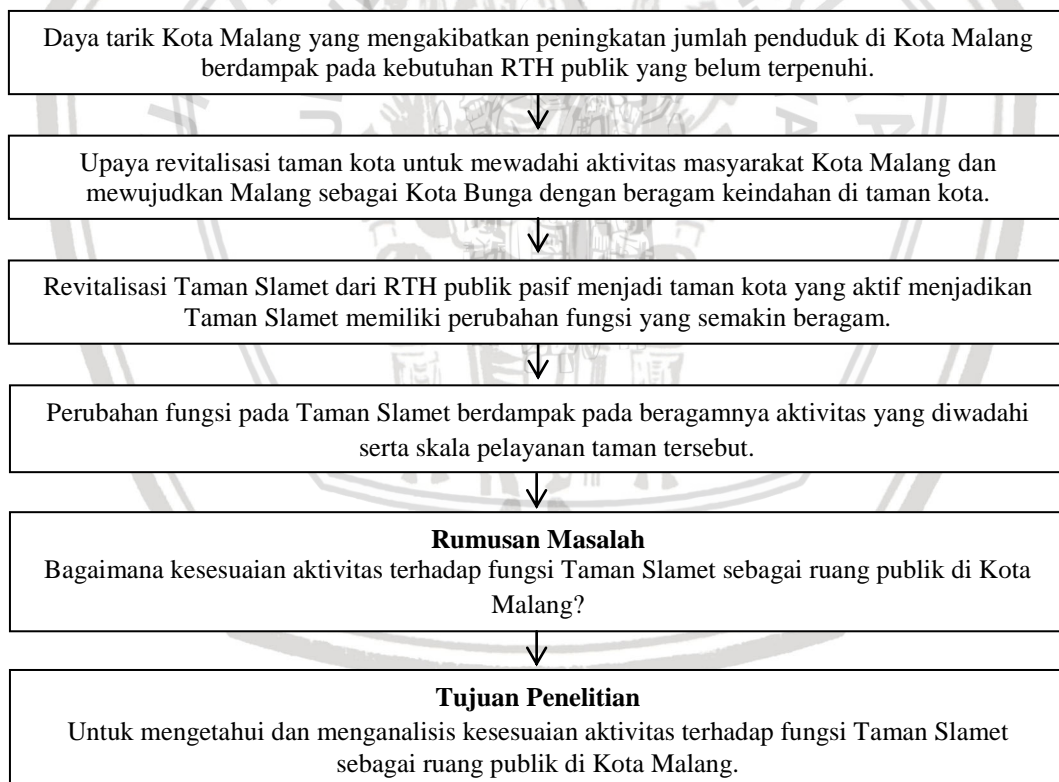 Daya tarik Kota Malang yang mengakibatkan peningkatan jumlah penduduk di Kota Malang
berdampak pada kebutuhan RTH publik yang belum terpenuhi.
Upaya revitalisasi taman kota untuk mewadahi aktivitas masyarakat Kota Malang dan
mewujudkan Malang sebagai Kota Bunga dengan beragam keindahan di taman kota.
Revitalisasi Taman Slamet dari RTH publik pasif menjadi taman kota yang aktif menjadikan
Taman Slamet memiliki perubahan fungsi yang semakin beragam.
Perubahan fungsi pada Taman Slamet berdampak pada beragamnya aktivitas yang diwadahi
serta skala pelayanan taman tersebut.
Rumusan Masalah
Bagaimana kesesuaian aktivitas terhadap fungsi Taman Slamet sebagai ruang publik di Kota
Malang?
Tujuan Penelitian
Untuk mengetahui dan menganalisis kesesuaian aktivitas terhadap fungsi Taman Slamet
sebagai ruang publik di Kota Malang.